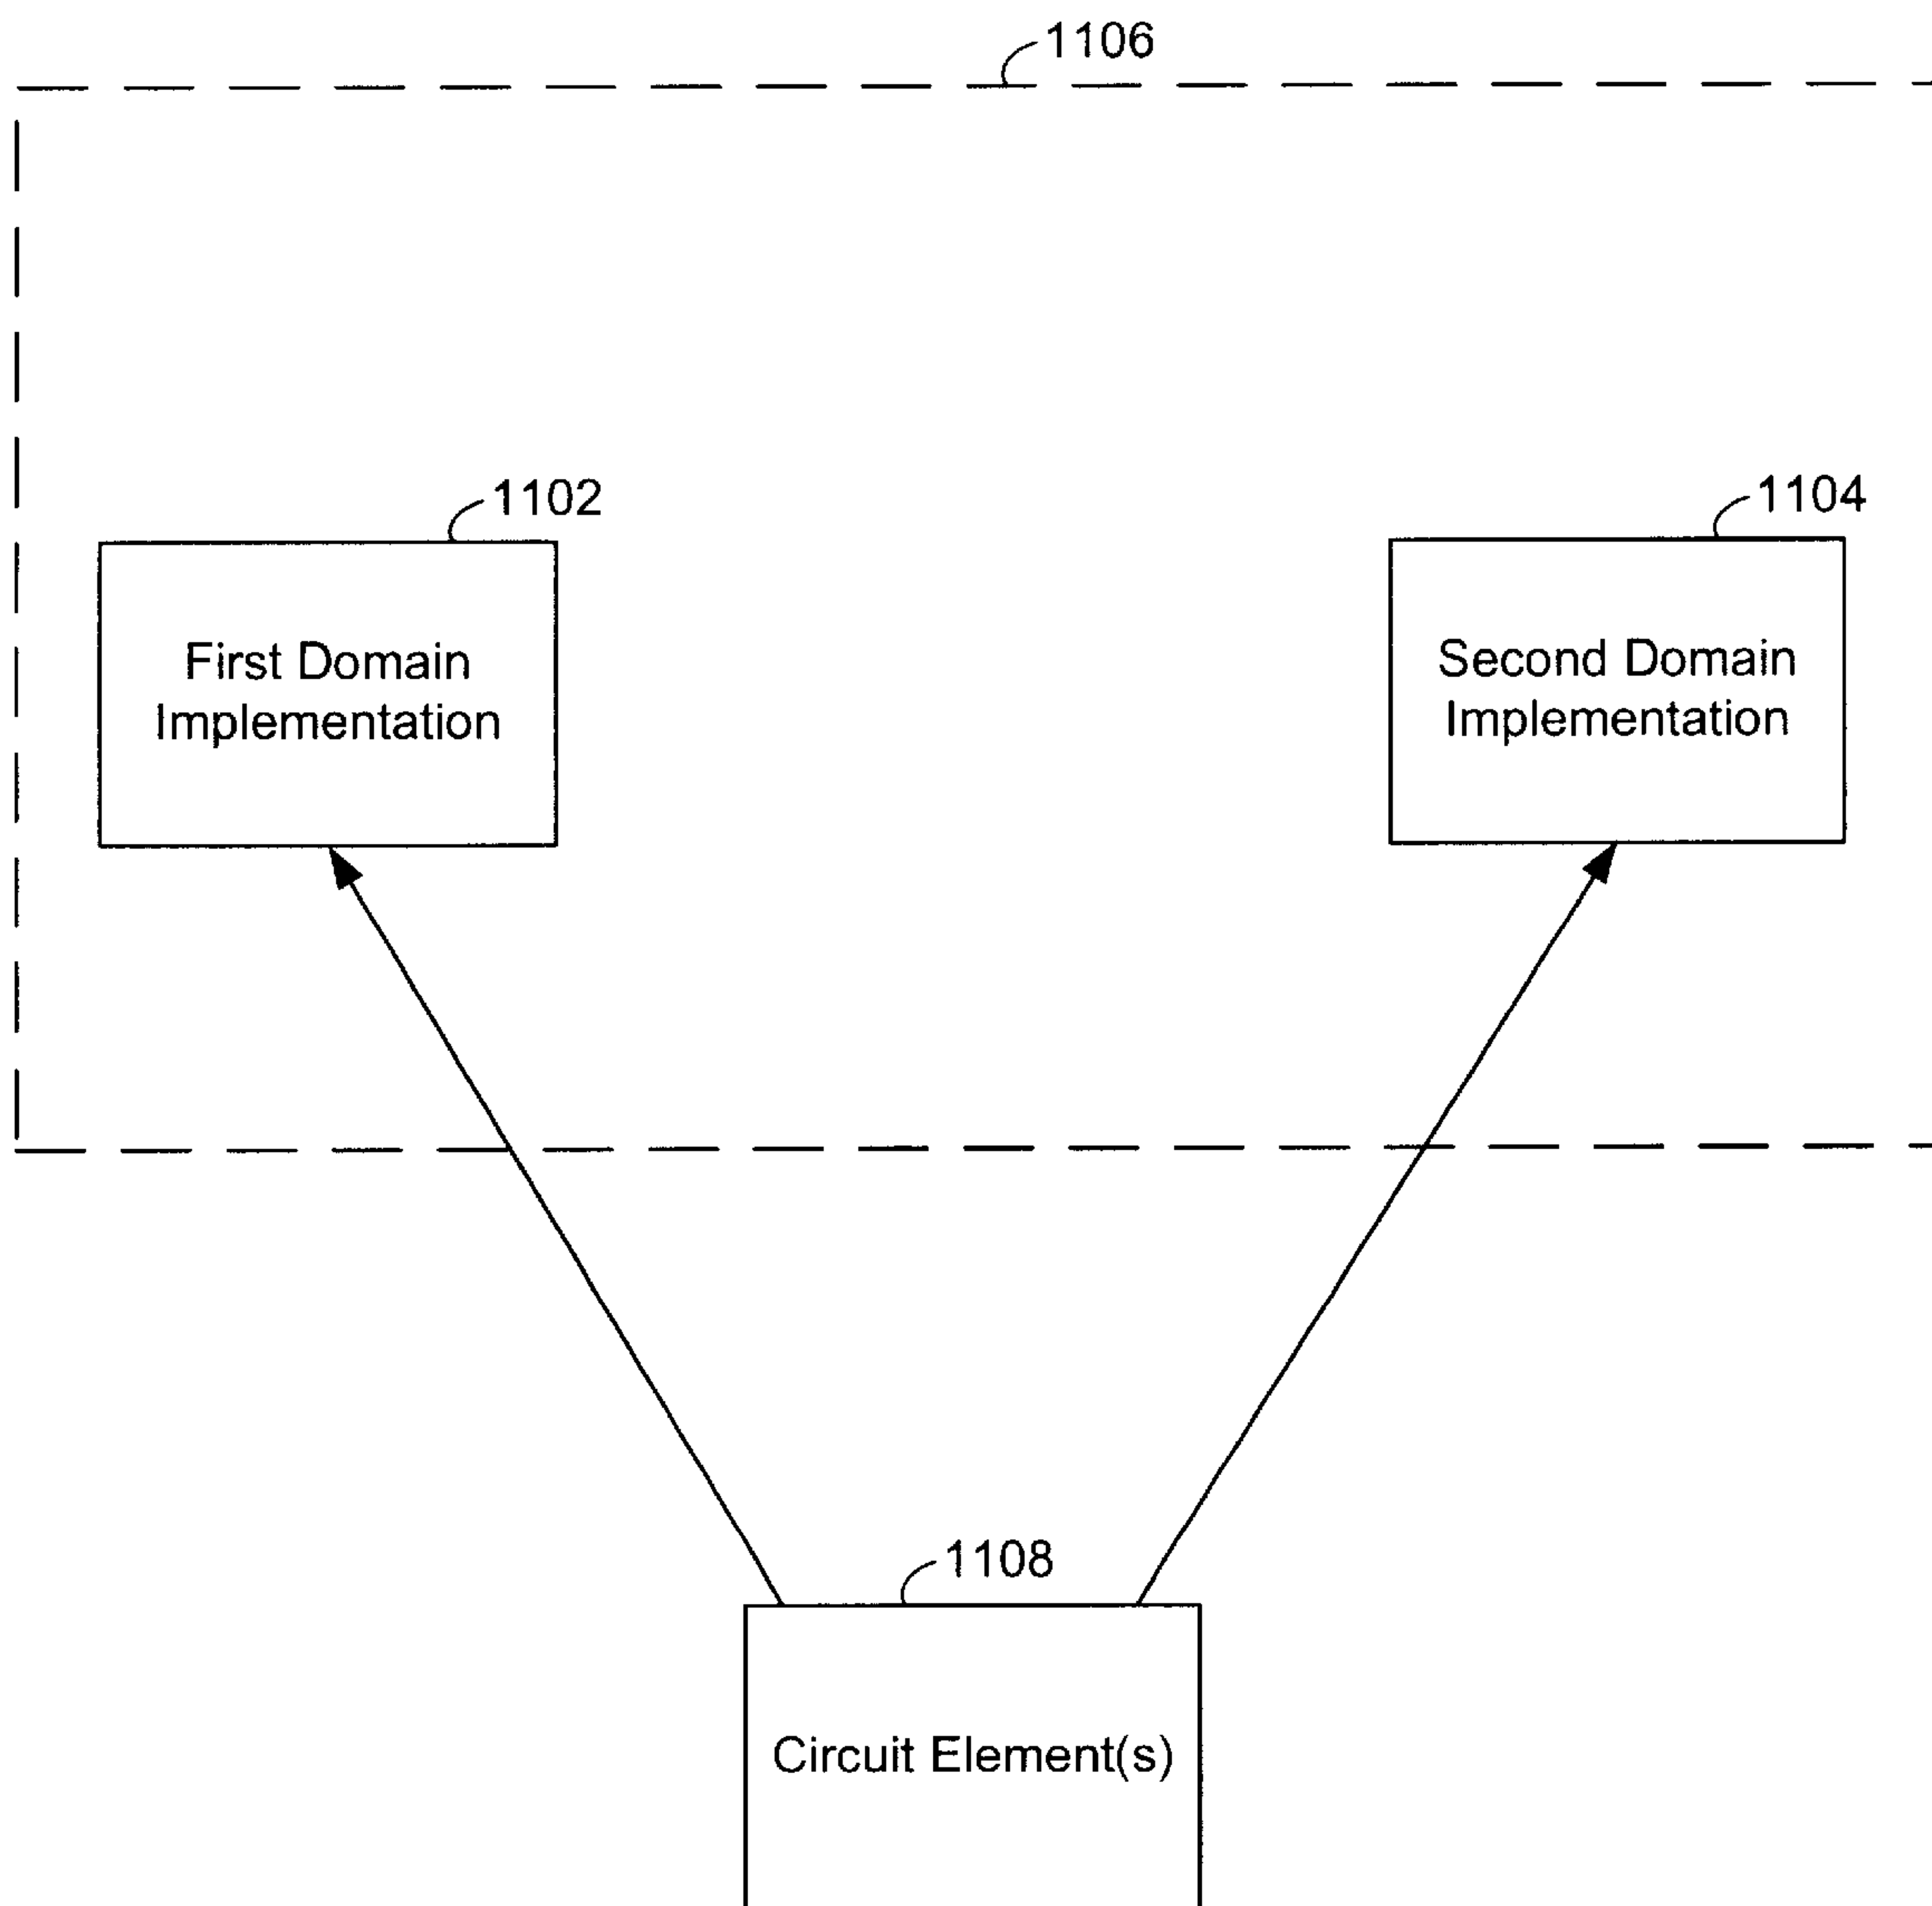 1106
1102
1104
First Domain
Implementation
Second Domain
Implementation
1108
Circuit Element(s)